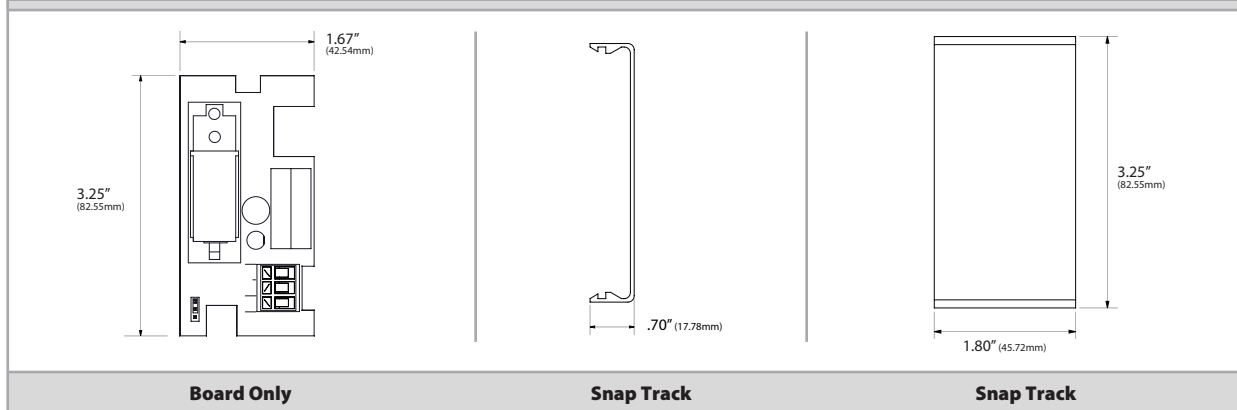 1.67”
(42.54mm)
3.25”
(82.55mm)
.70” (17.78mm)
3.25”
(82.55mm)
1.80” (45.72mm)
Board Only
Snap Track
Snap Track